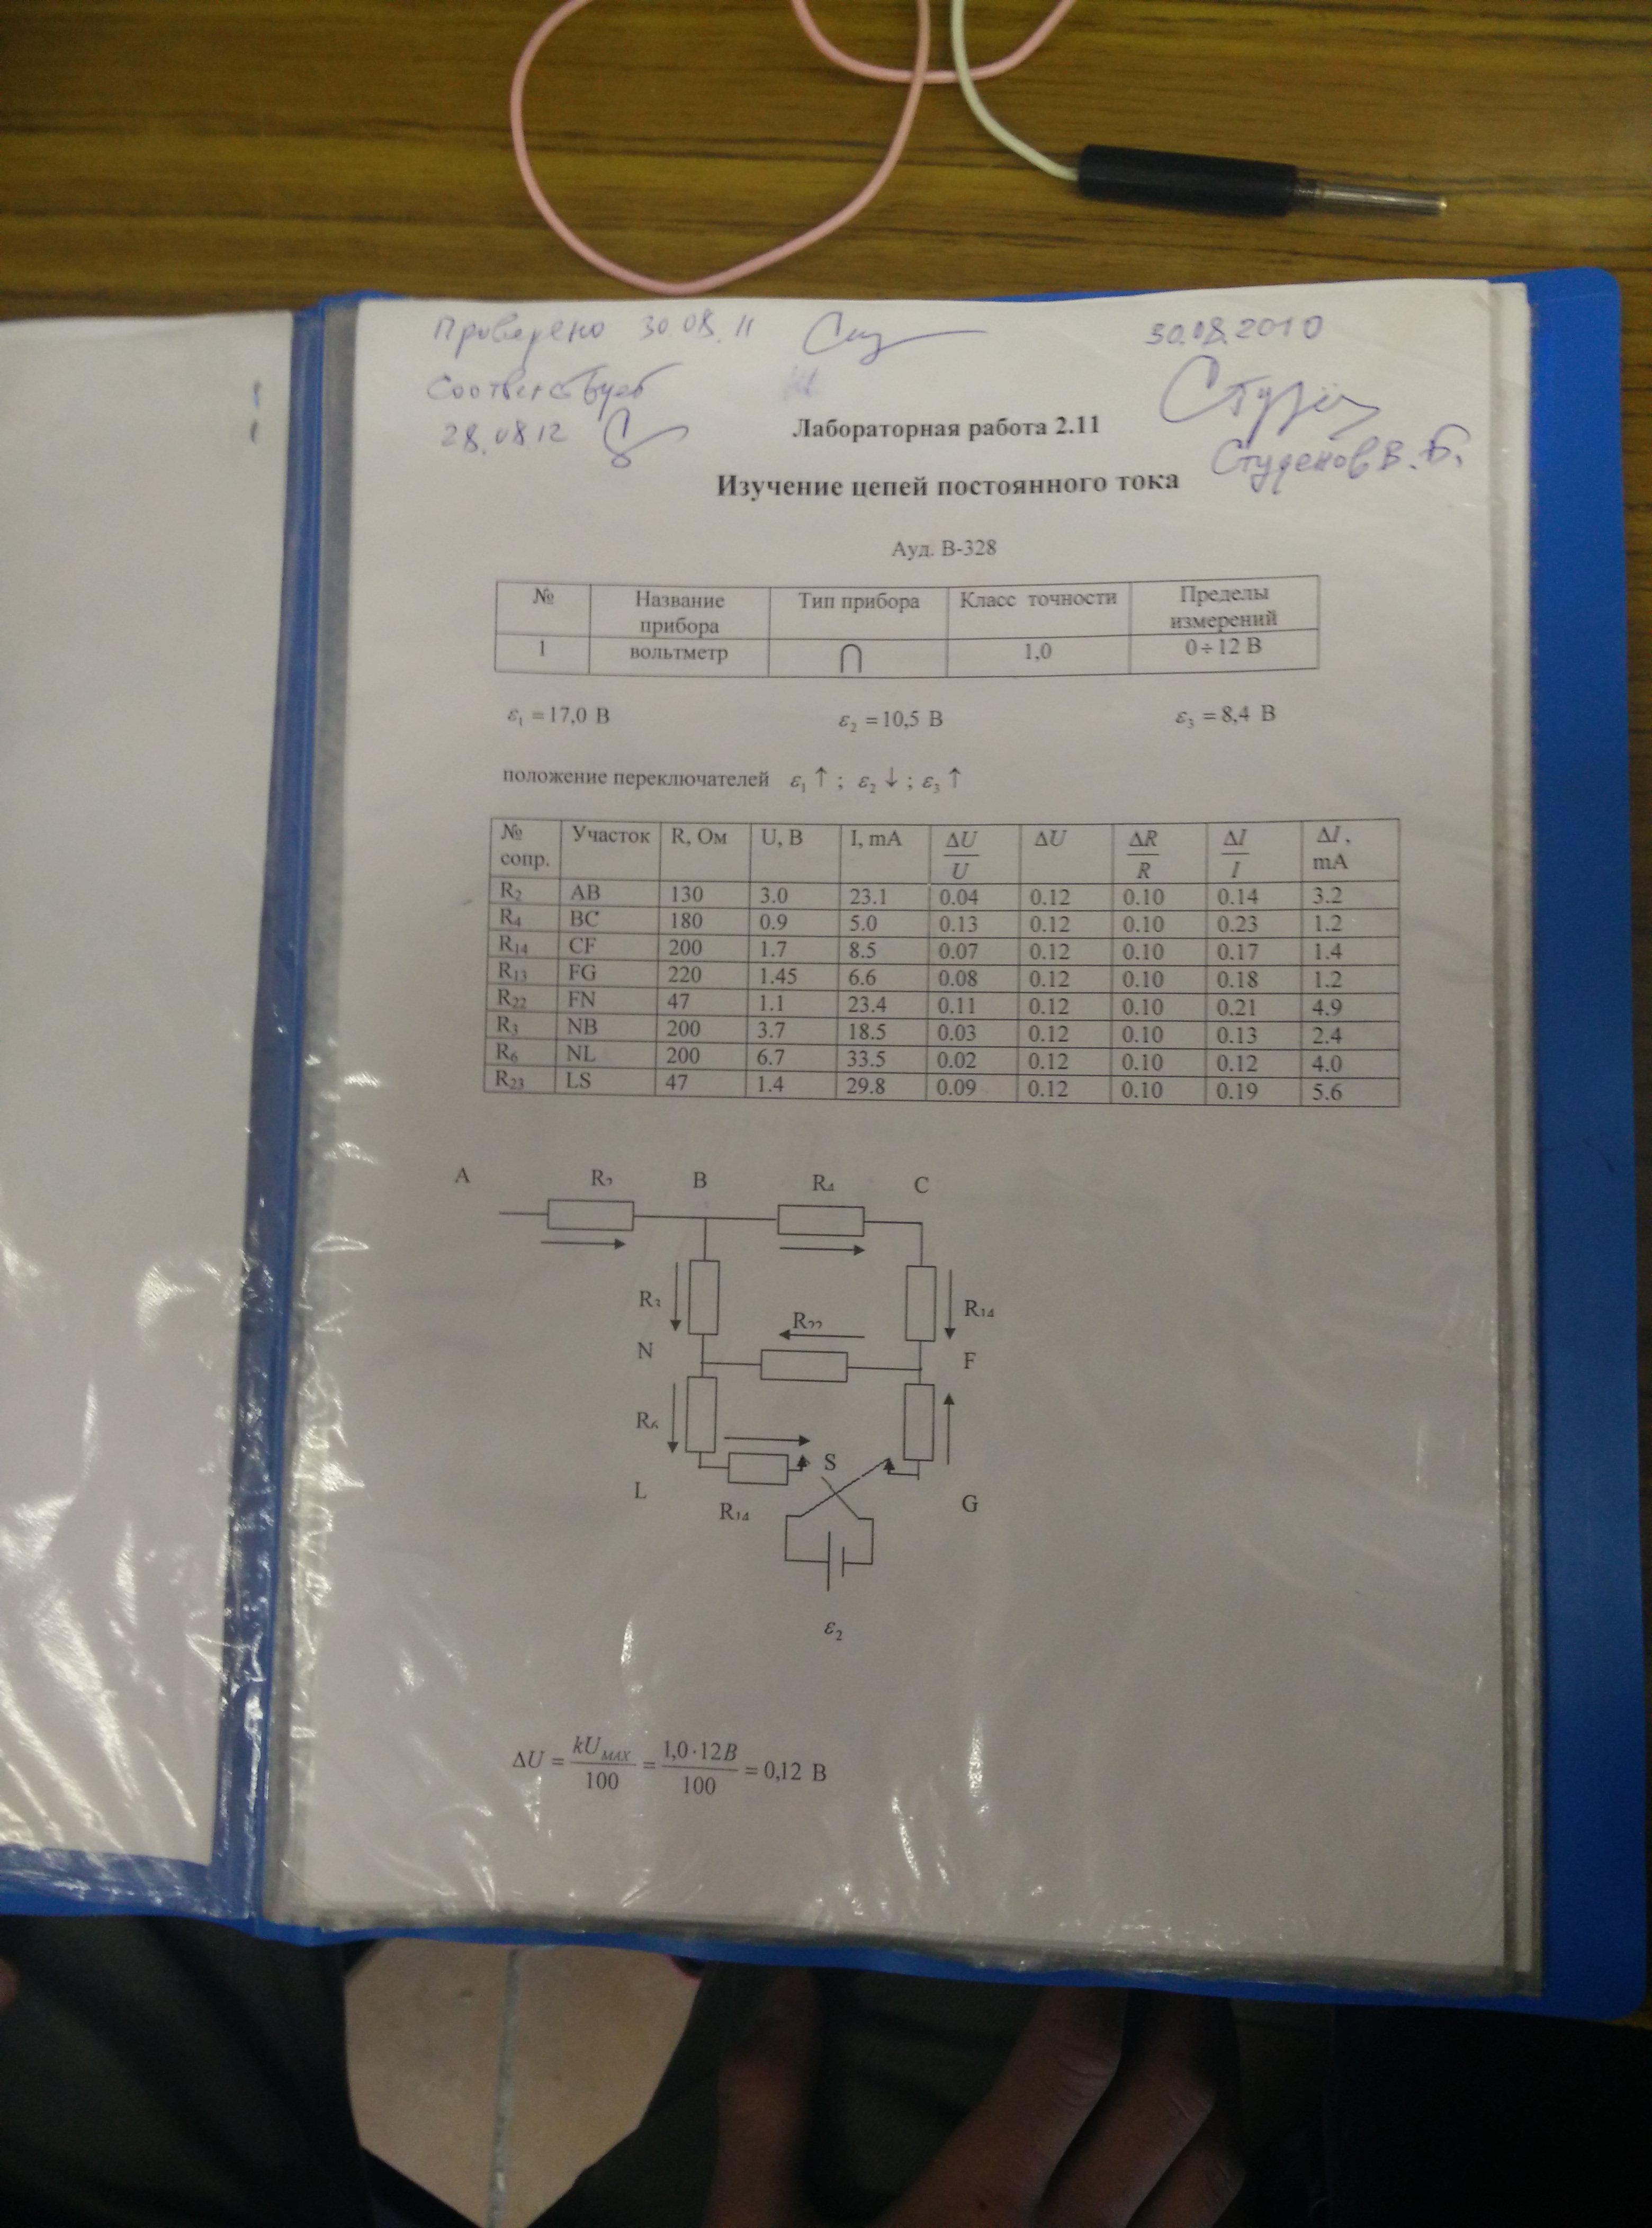 Проверено 30.08.11
30.08.2010
Соответствует
28.08.12
Студенов В.Б.
Лабораторная работа 2.11
Изучение цепей постоянного тока
Ауд. В-328
№ Название прибора Тип прибора Класс точности Пределы измерений
1 вольтметр ∩ 1,0 0÷12 В
ε₁ = 17,0 В ε₂ = 10,5 В ε₃ = 8,4 В
положение переключателей ε₁ ↑ ; ε₂ ↓ ; ε₃ ↑
№ сопр. Участок R, Ом U, В I, mA ΔU/U ΔU ΔR/R ΔI/I ΔI, mA
R₂ AB 130 3.0 23.1 0.04 0.12 0.10 0.14 3.2
R₄ BC 180 0.9 5.0 0.13 0.12 0.10 0.23 1.2
R₁₄ CF 200 1.7 8.5 0.07 0.12 0.10 0.17 1.4
R₁₃ FG 220 1.45 6.6 0.08 0.12 0.10 0.18 1.2
R₂₂ FN 47 1.1 23.4 0.11 0.12 0.10 0.21 4.9
R₃ NB 200 3.7 18.5 0.03 0.12 0.10 0.13 2.4
R₆ NL 200 6.7 33.5 0.02 0.12 0.10 0.12 4.0
R₂₃ LS 47 1.4 29.8 0.09 0.12 0.10 0.19 5.6
A R₂ B R₄ C
R₃ R₂₂ R₁₄
N F
R₆
S
L R₁₄ G
ε₂
ΔU = kU_MAX/100 = 1,0·12В/100 = 0,12 В